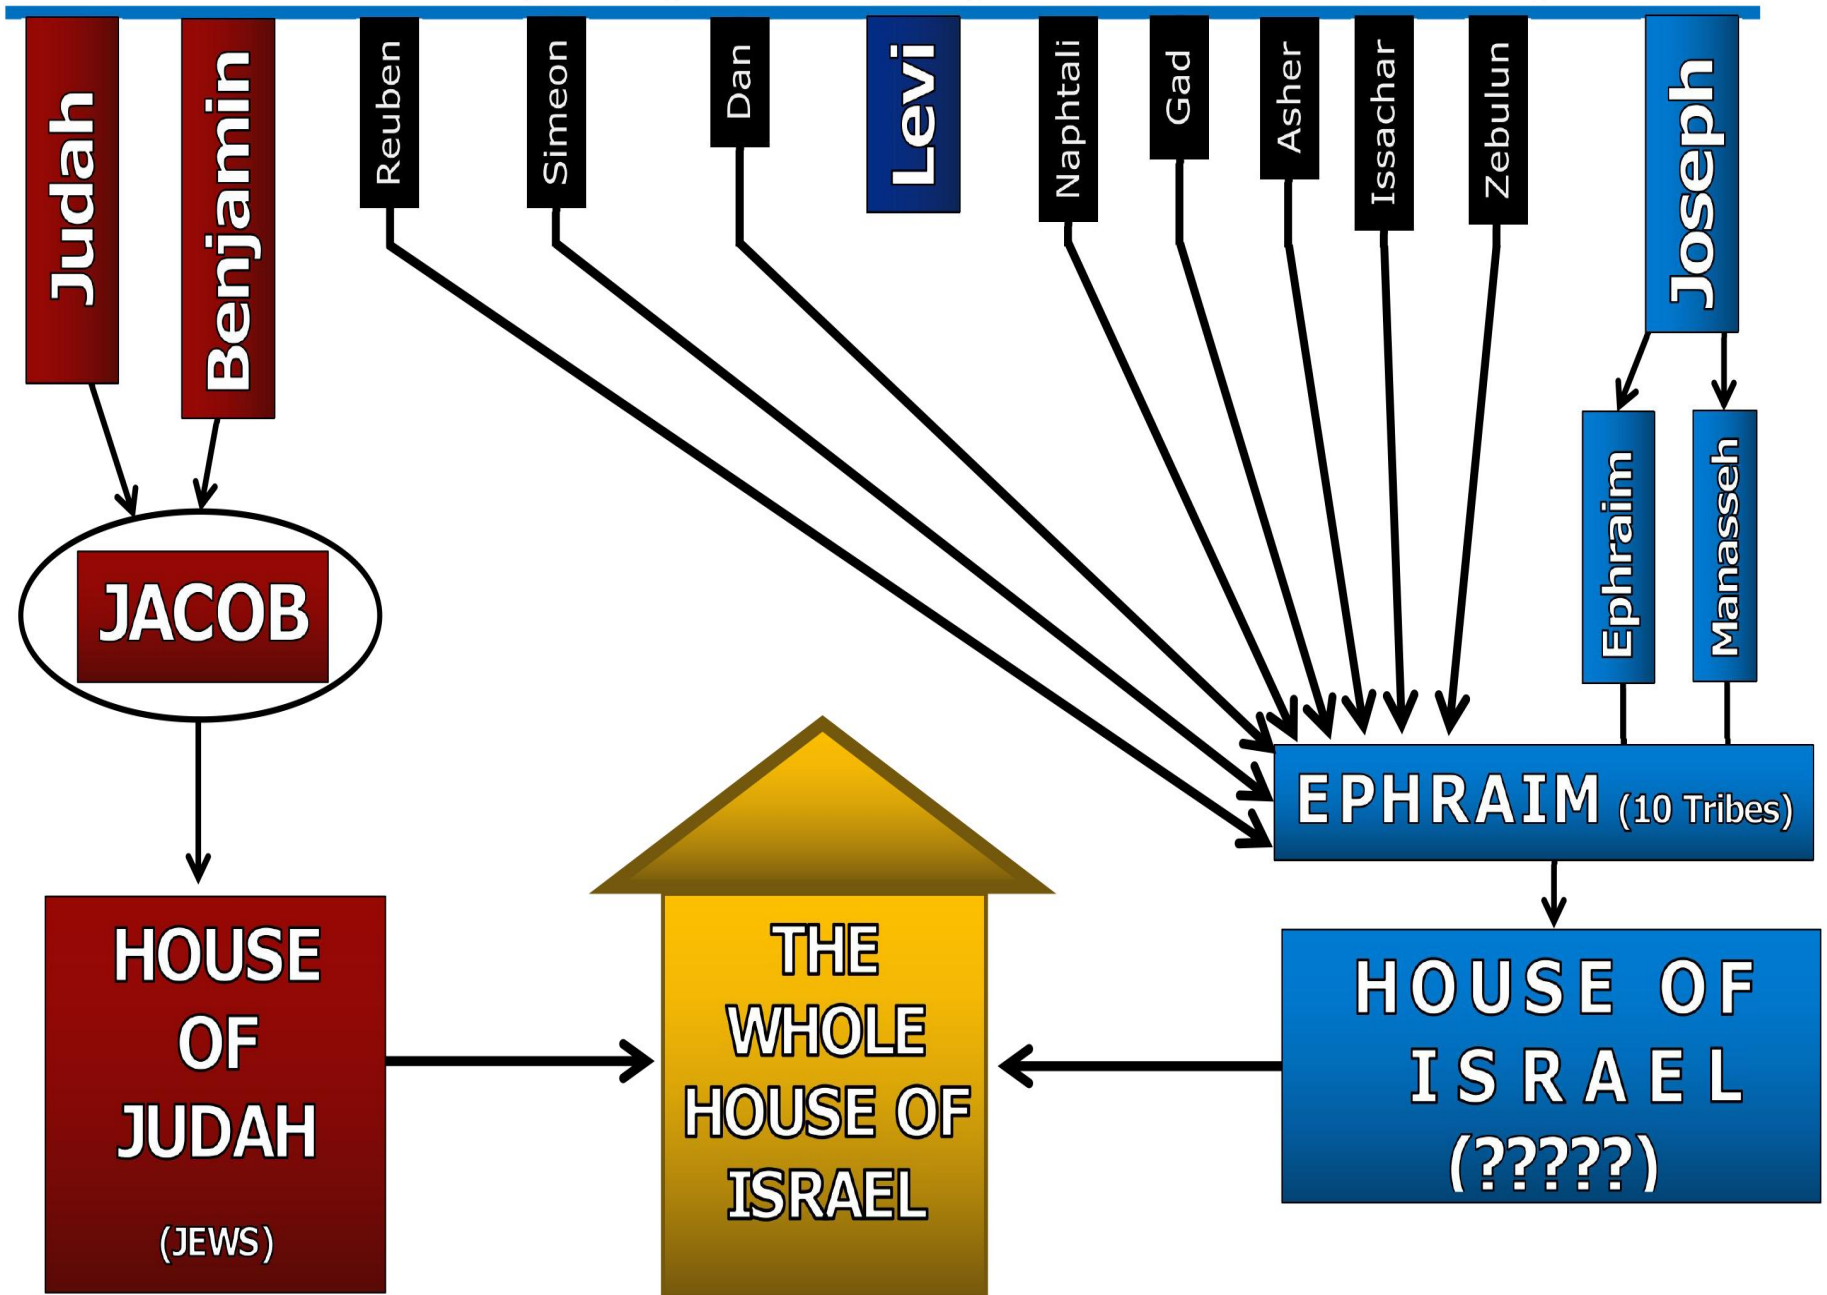 Judah
Benjamin
Reuben
Simeon
Dan
Levi
Naphtali
Gad
Asher
Issachar
Zebulun
Joseph
Ephraim
Manasseh
JACOB
EPHRAIM (10 Tribes)
HOUSE
OF
JUDAH
(JEWS)
THE
WHOLE
HOUSE OF
ISRAEL
HOUSE OF
ISRAEL
(?????)